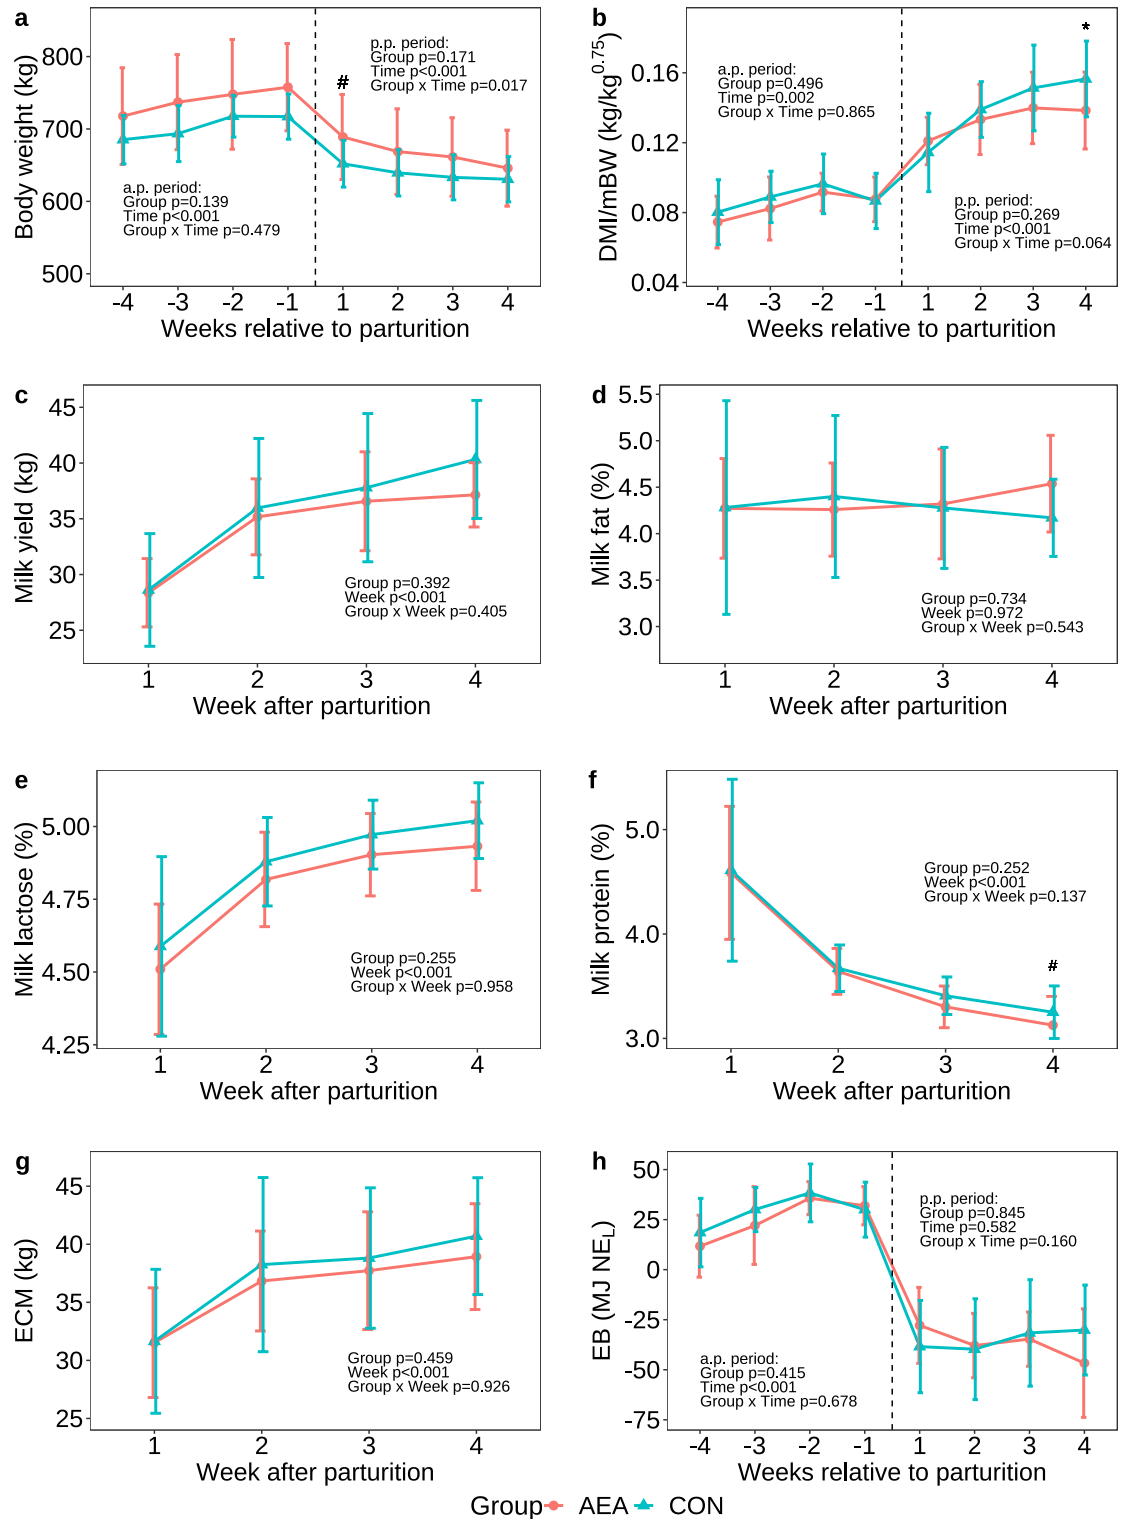 a
Body weight (kg)
800
700
600
500
#
p.p. period:
Group p=0.171
Time p<0.001
Group x Time p=0.017
a.p. period:
Group p=0.139
Time p<0.001
Group x Time p=0.479
-4 -3 -2 -1 1 2 3 4
Weeks relative to parturition
b
DMI/mBW (kg/kg^0.75)
0.16
0.12
0.08
0.04
*
a.p. period:
Group p=0.496
Time p=0.002
Group x Time p=0.865
p.p. period:
Group p=0.269
Time p<0.001
Group x Time p=0.064
-4 -3 -2 -1 1 2 3 4
Weeks relative to parturition
c
Milk yield (kg)
45
40
35
30
25
Group p=0.392
Week p<0.001
Group x Week p=0.405
1 2 3 4
Week after parturition
d
Milk fat (%)
5.5
5.0
4.5
4.0
3.5
3.0
Group p=0.734
Week p=0.972
Group x Week p=0.543
1 2 3 4
Week after parturition
e
Milk lactose (%)
5.00
4.75
4.50
4.25
Group p=0.255
Week p<0.001
Group x Week p=0.958
1 2 3 4
Week after parturition
f
Milk protein (%)
5.0
4.0
3.0
Group p=0.252
Week p<0.001
Group x Week p=0.137
#
1 2 3 4
Week after parturition
g
ECM (kg)
45
40
35
30
25
Group p=0.459
Week p<0.001
Group x Week p=0.926
1 2 3 4
Week after parturition
h
EB (MJ NE_L)
50
25
0
-25
-50
-75
p.p. period:
Group p=0.845
Time p=0.582
Group x Time p=0.160
a.p. period:
Group p=0.415
Time p<0.001
Group x Time p=0.678
-4 -3 -2 -1 1 2 3 4
Weeks relative to parturition
Group AEA CON